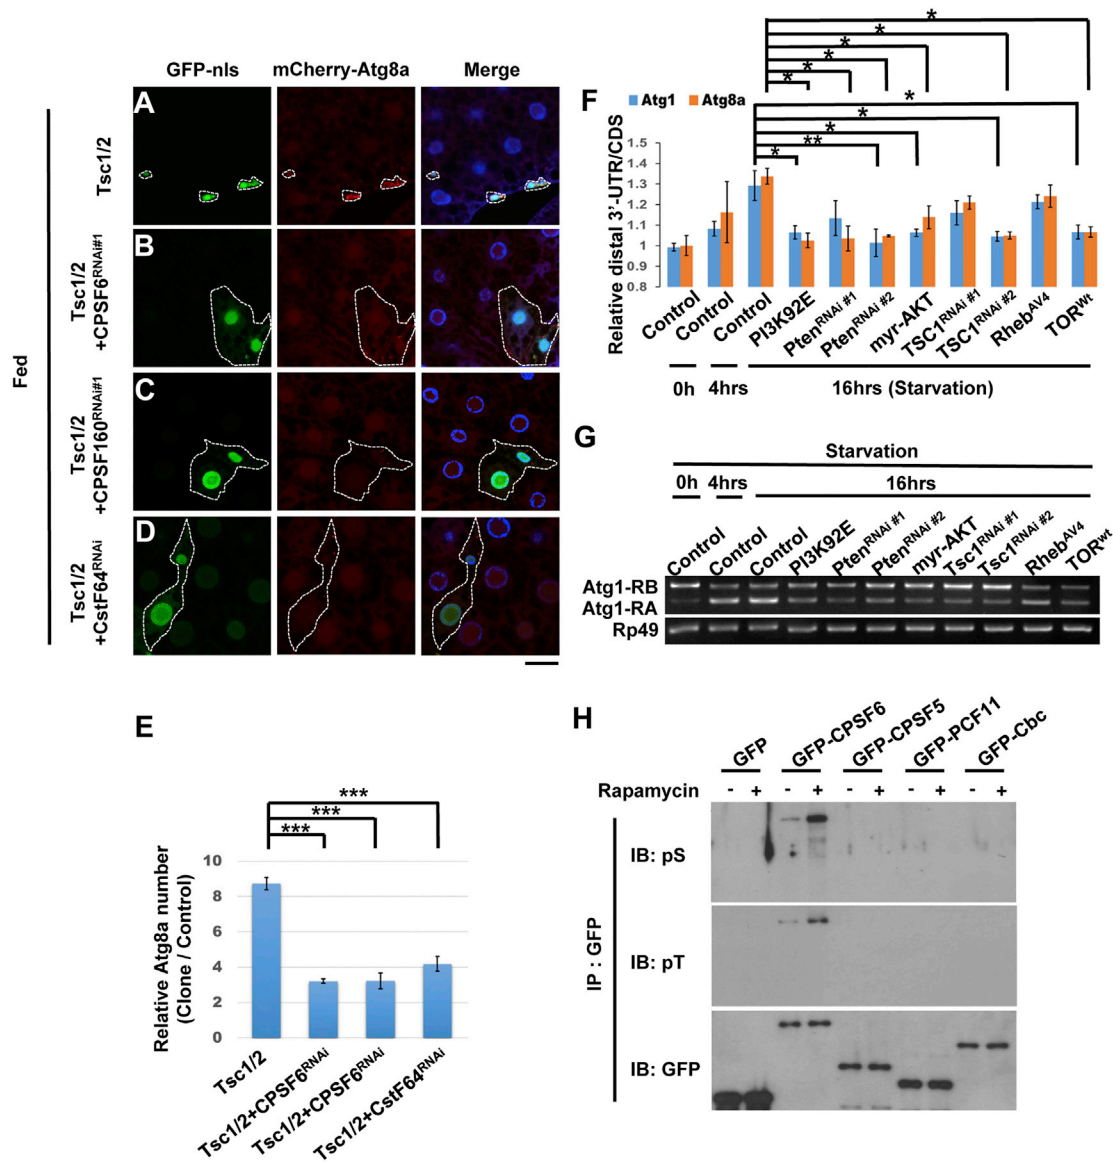 GFP-nls mCherry-Atg8a Merge
Fed
A
Tsc1/2
B
Tsc1/2
+CPSF6RNAi#1
C
Tsc1/2
+CPSF160RNAi#1
D
Tsc1/2
+CstF64RNAi
E
***
***
***
Relative Atg8a number
(Clone / Control)
10
8
6
4
2
0
Tsc1/2
Tsc1/2+CPSF6RNAi
Tsc1/2+CPSF6RNAi
Tsc1/2+CstF64RNAi
F
Atg1 Atg8a
*
*
*
*
*
*
*
*
*
**
*
Relative distal 3'-UTR/CDS
1.5
1.4
1.3
1.2
1.1
1
0.9
0.8
Control
Control
Control
PI3K92E
PtenRNAi #1
PtenRNAi #2
myr-AKT
TSC1RNAi #1
TSC1RNAi #2
RhebAV4
TORWt
0h 4hrs 16hrs (Starvation)
G
Starvation
0h 4hrs 16hrs
Control
Control
Control
PI3K92E
PtenRNAi #1
PtenRNAi #2
myr-AKT
Tsc1RNAi #1
Tsc1RNAi #2
RhebAV4
TORwt
Atg1-RB
Atg1-RA
Rp49
H
GFP
GFP-CPSF6
GFP-CPSF5
GFP-PCF11
GFP-Cbc
Rapamycin - + - + - + - + - +
IP : GFP
IB: pS
IB: pT
IB: GFP